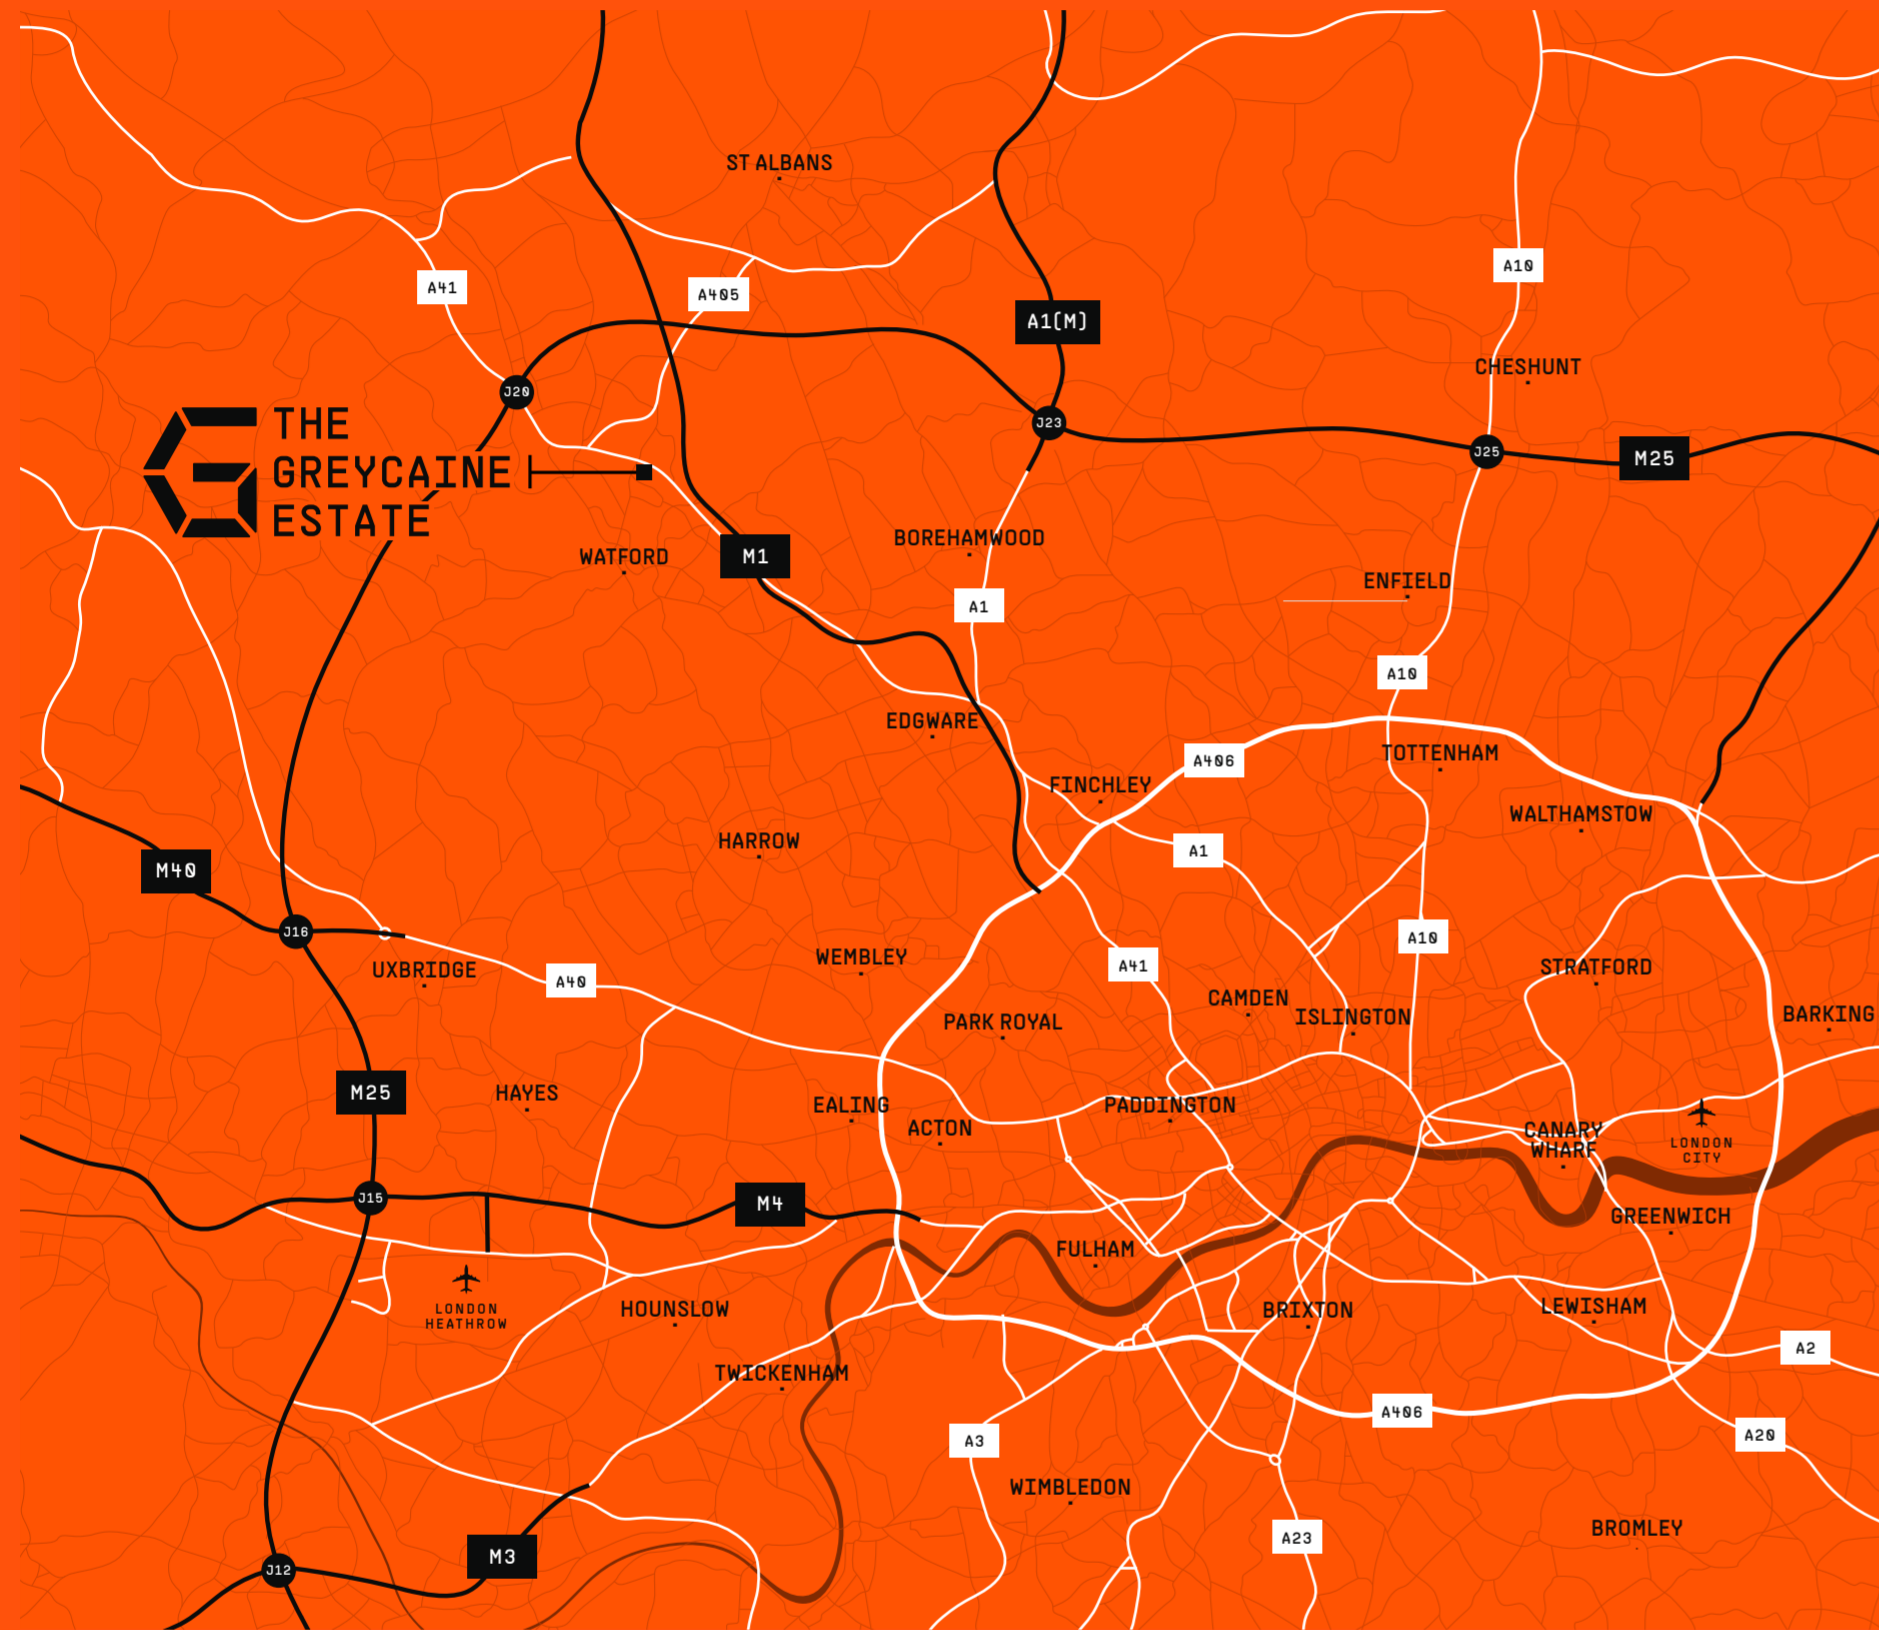 ST ALBANS
A10
A41
A405
A1(M)
CHESHUNT
J20
J23
J25
M25
THE
GREYCAINE
ESTATE
BOREHAMWOOD
WATFORD
M1
ENFIELD
A1
A10
EDGWARE
TOTTENHAM
A406
FINCHLEY
WALTHAMSTOW
HARROW
A1
M40
J16
A10
WEMBLEY
A41
STRATFORD
UXBRIDGE
A40
CAMDEN
ISLINGTON
BARKING
PARK ROYAL
M25
HAYES
EALING
PADDINGTON
ACTON
CANARY
WHARF
LONDON
CITY
J15
M4
GREENWICH
FULHAM
LONDON
HEATHROW
HOUNSLOW
BRIXTON
LEWISHAM
A2
TWICKENHAM
A406
A3
A20
WIMBLEDON
BROMLEY
A23
M3
J12